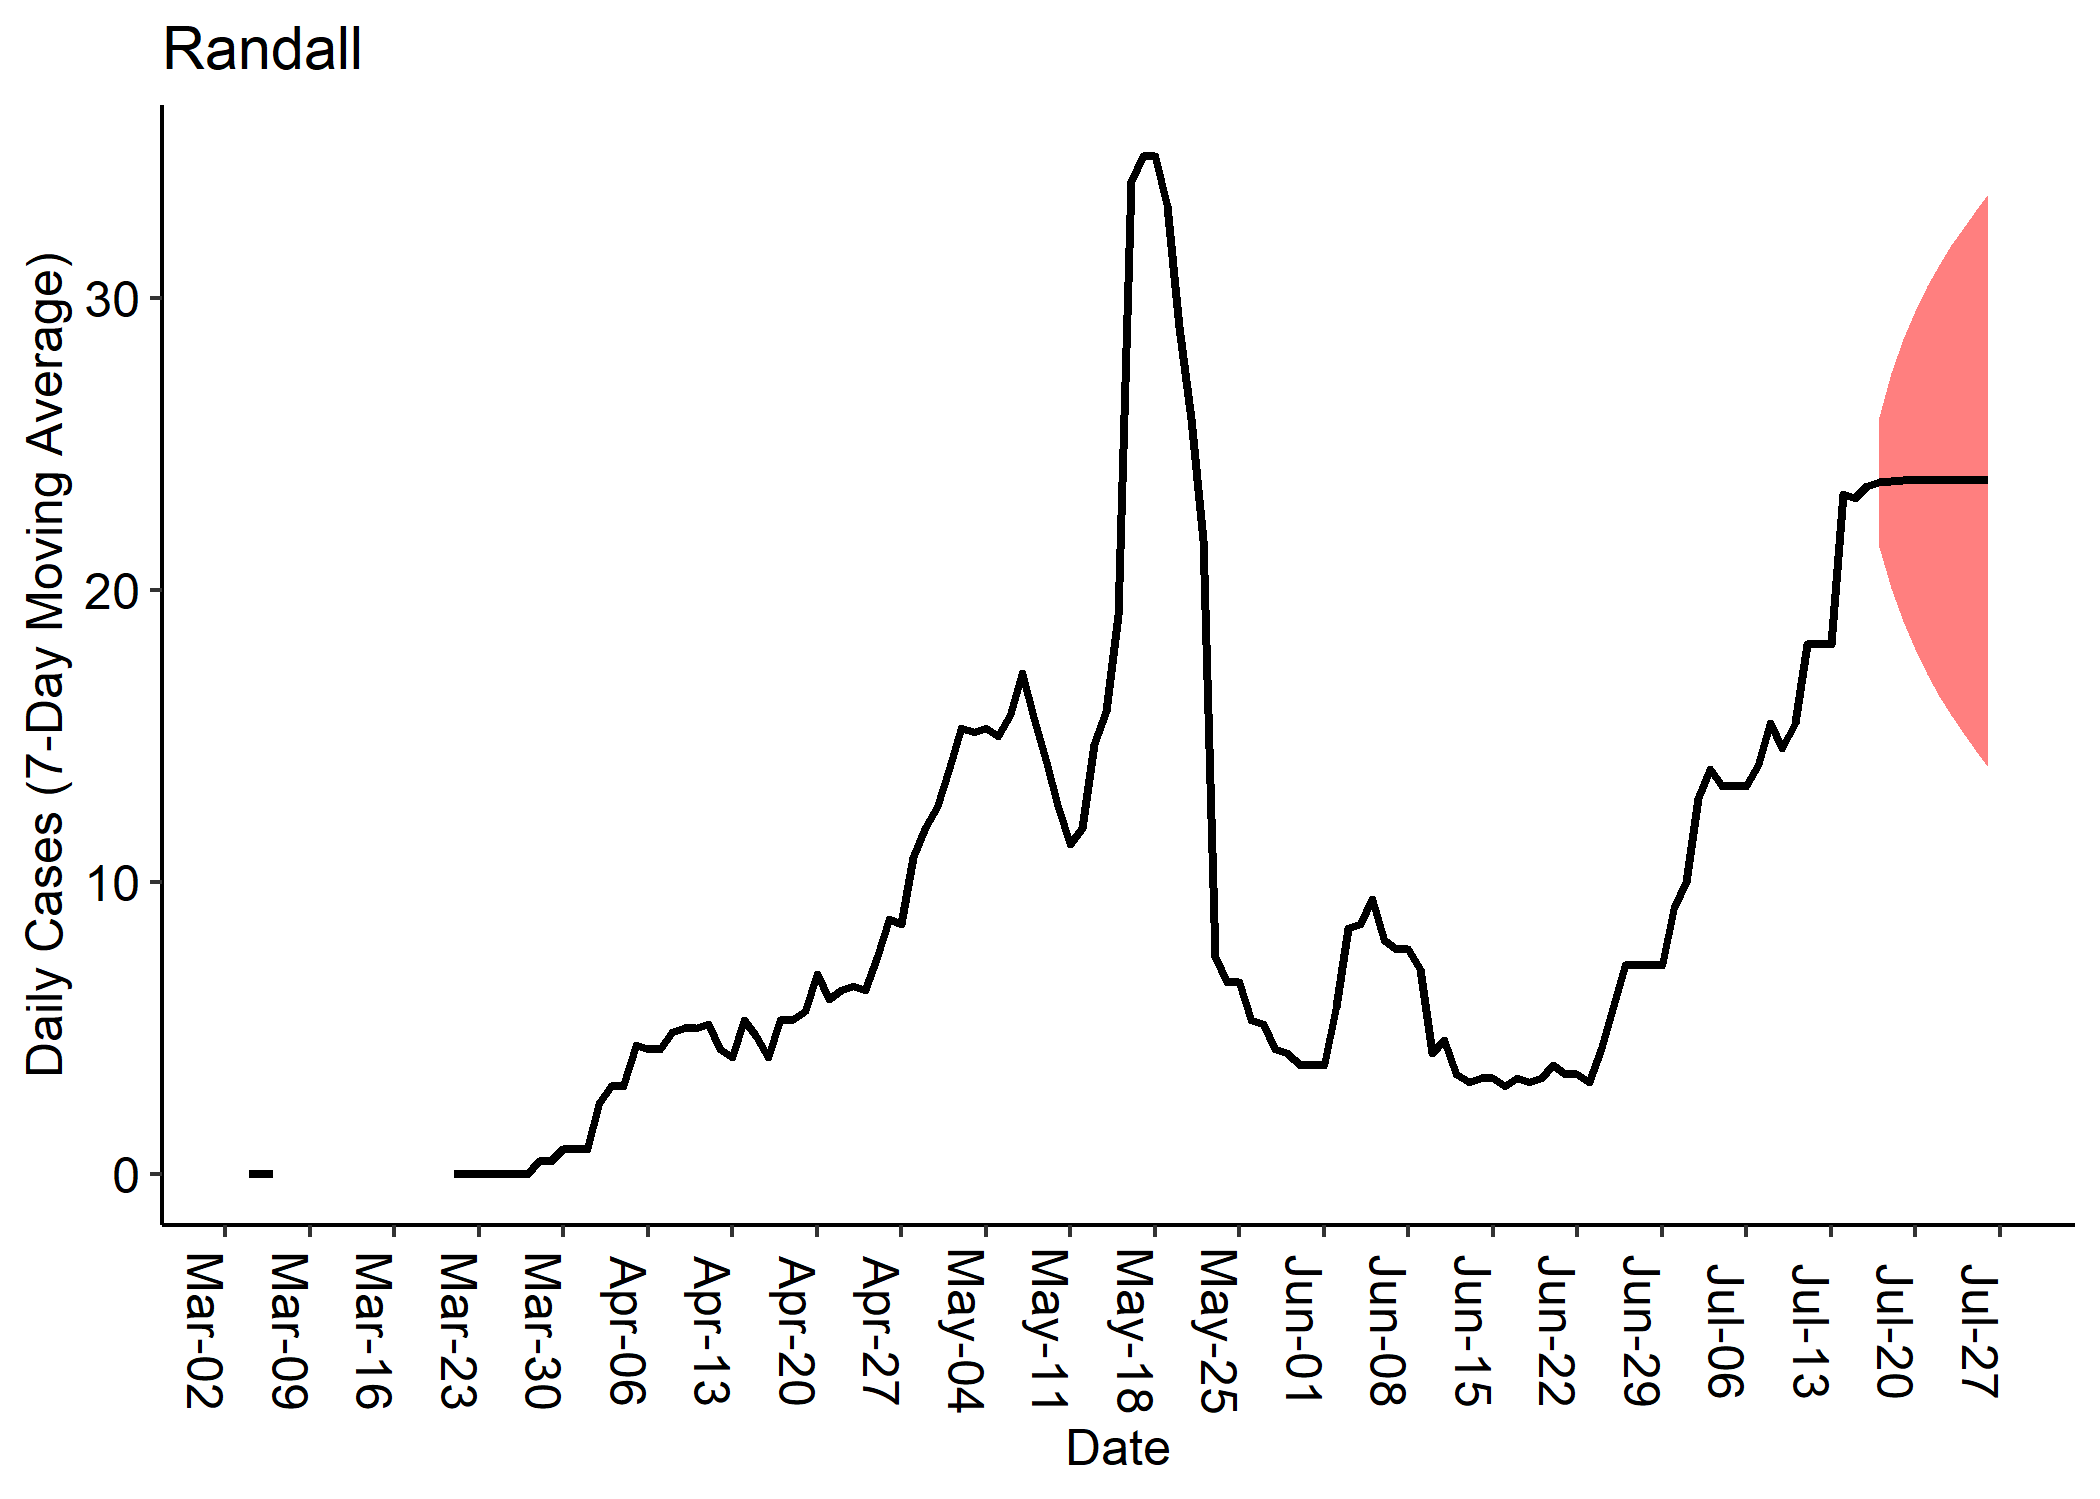 Randall
Daily Cases (7-Day Moving Average)
30
20
10
0
Mar-02
Mar-09
Mar-16
Mar-23
Mar-30
Apr-06
Apr-13
Apr-20
Apr-27
May-04
May-11
May-18
May-25
Jun-01
Jun-08
Jun-15
Jun-22
Jun-29
Jul-06
Jul-13
Jul-20
Jul-27
Date